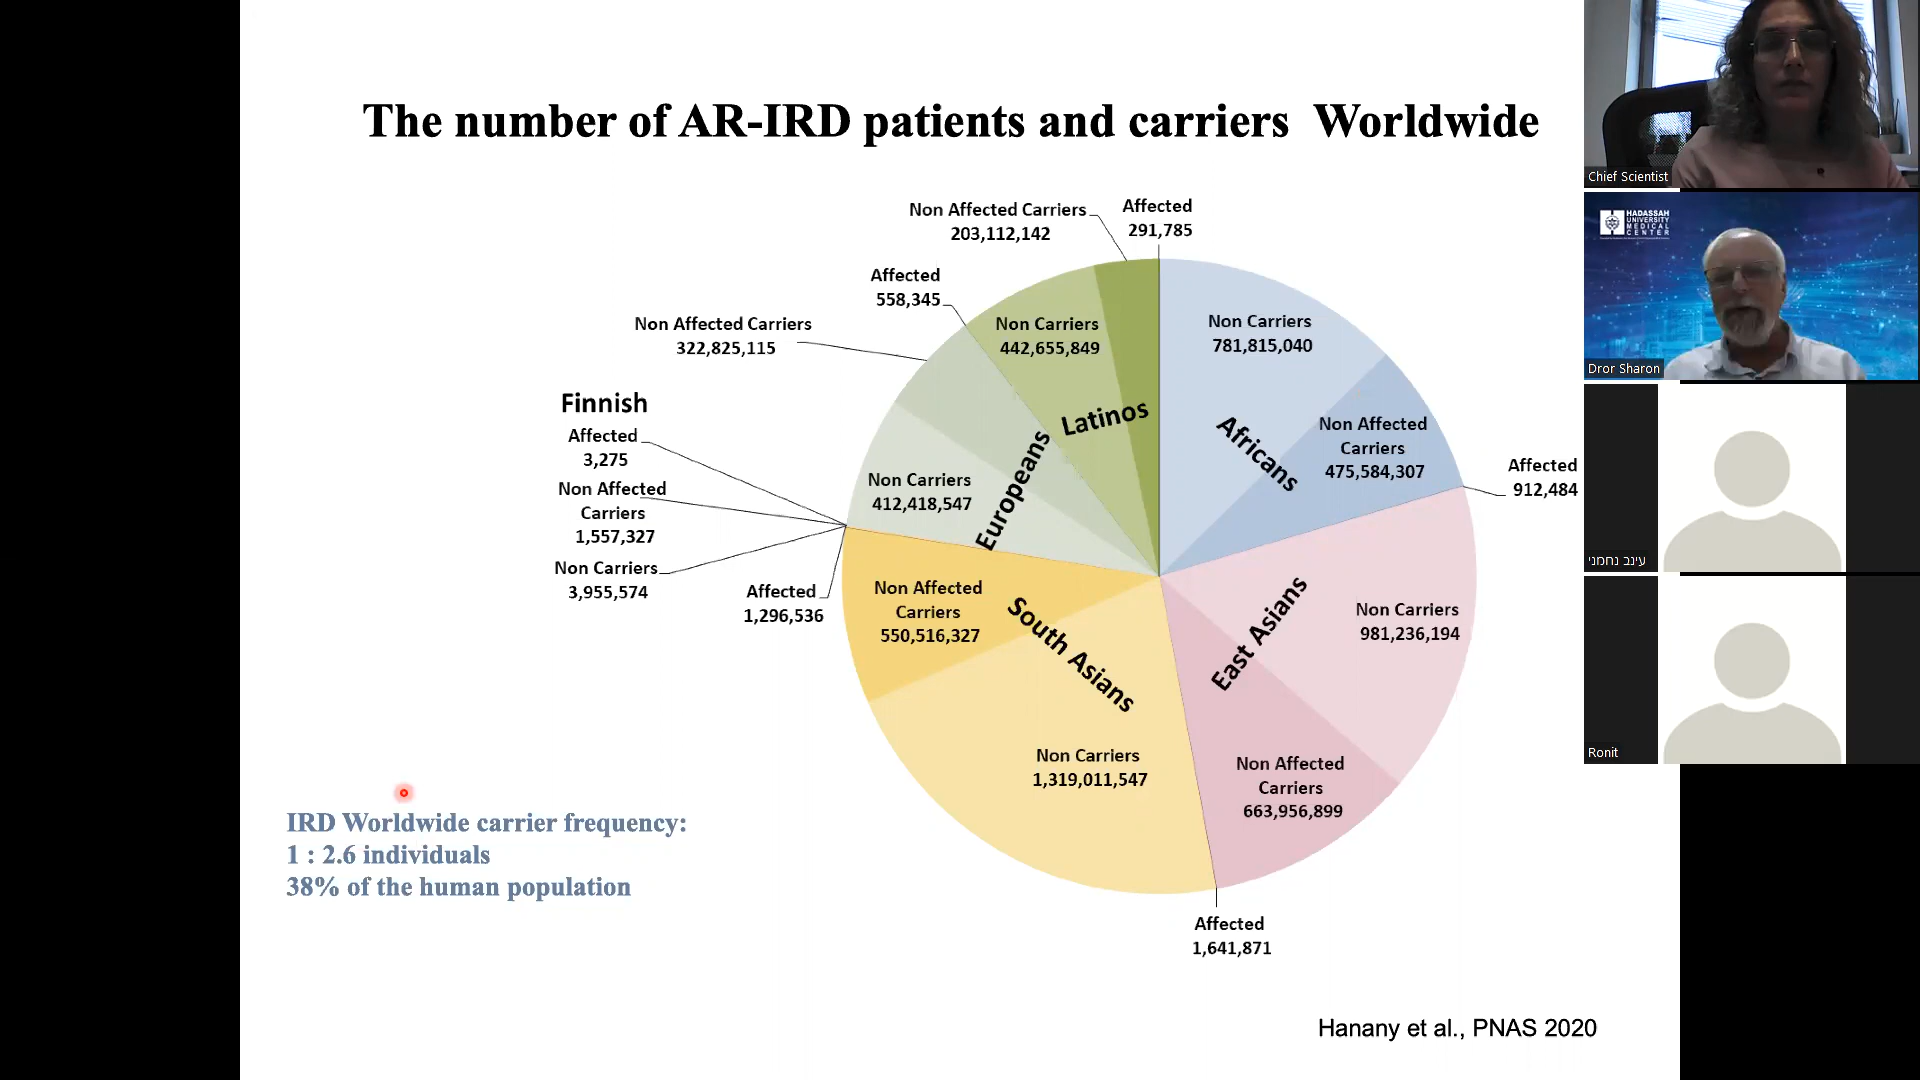 The number of AR-IRD patients and carriers Worldwide
Non Affected Carriers
203,112,142
Affected
291,785
Affected
558,345
Non Affected Carriers
322,825,115
Non Carriers
442,655,849
Latinos
Non Carriers
781,815,040
Africans
Non Affected
Carriers
475,584,307
Affected
912,484
Finnish
Affected
3,275
Non Affected
Carriers
1,557,327
Non Carriers
3,955,574
Non Carriers
412,418,547
Europeans
Affected
1,296,536
Non Affected
Carriers
550,516,327
South Asians
Non Carriers
1,319,011,547
East Asians
Non Carriers
981,236,194
Non Affected
Carriers
663,956,899
Affected
1,641,871
IRD Worldwide carrier frequency:
1 : 2.6 individuals
38% of the human population
Hanany et al., PNAS 2020
Chief Scientist
HADASSAH
UNIVERSITY
MEDICAL
CENTER
Dror Sharon
עינב נחמני
Ronit